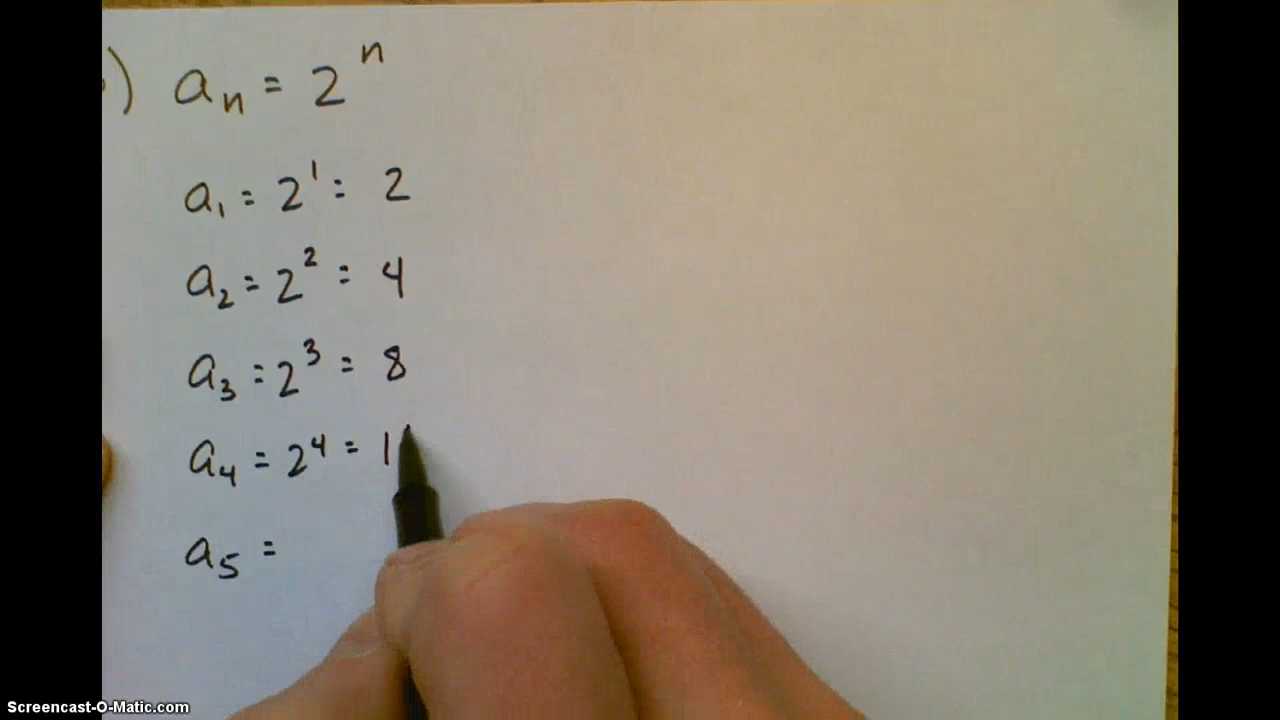 ) aₙ = 2ⁿ
a₁ = 2¹ = 2
a₂ = 2² = 4
a₃ = 2³ = 8
a₄ = 2⁴ = 1
a₅ =
Screencast-O-Matic.com